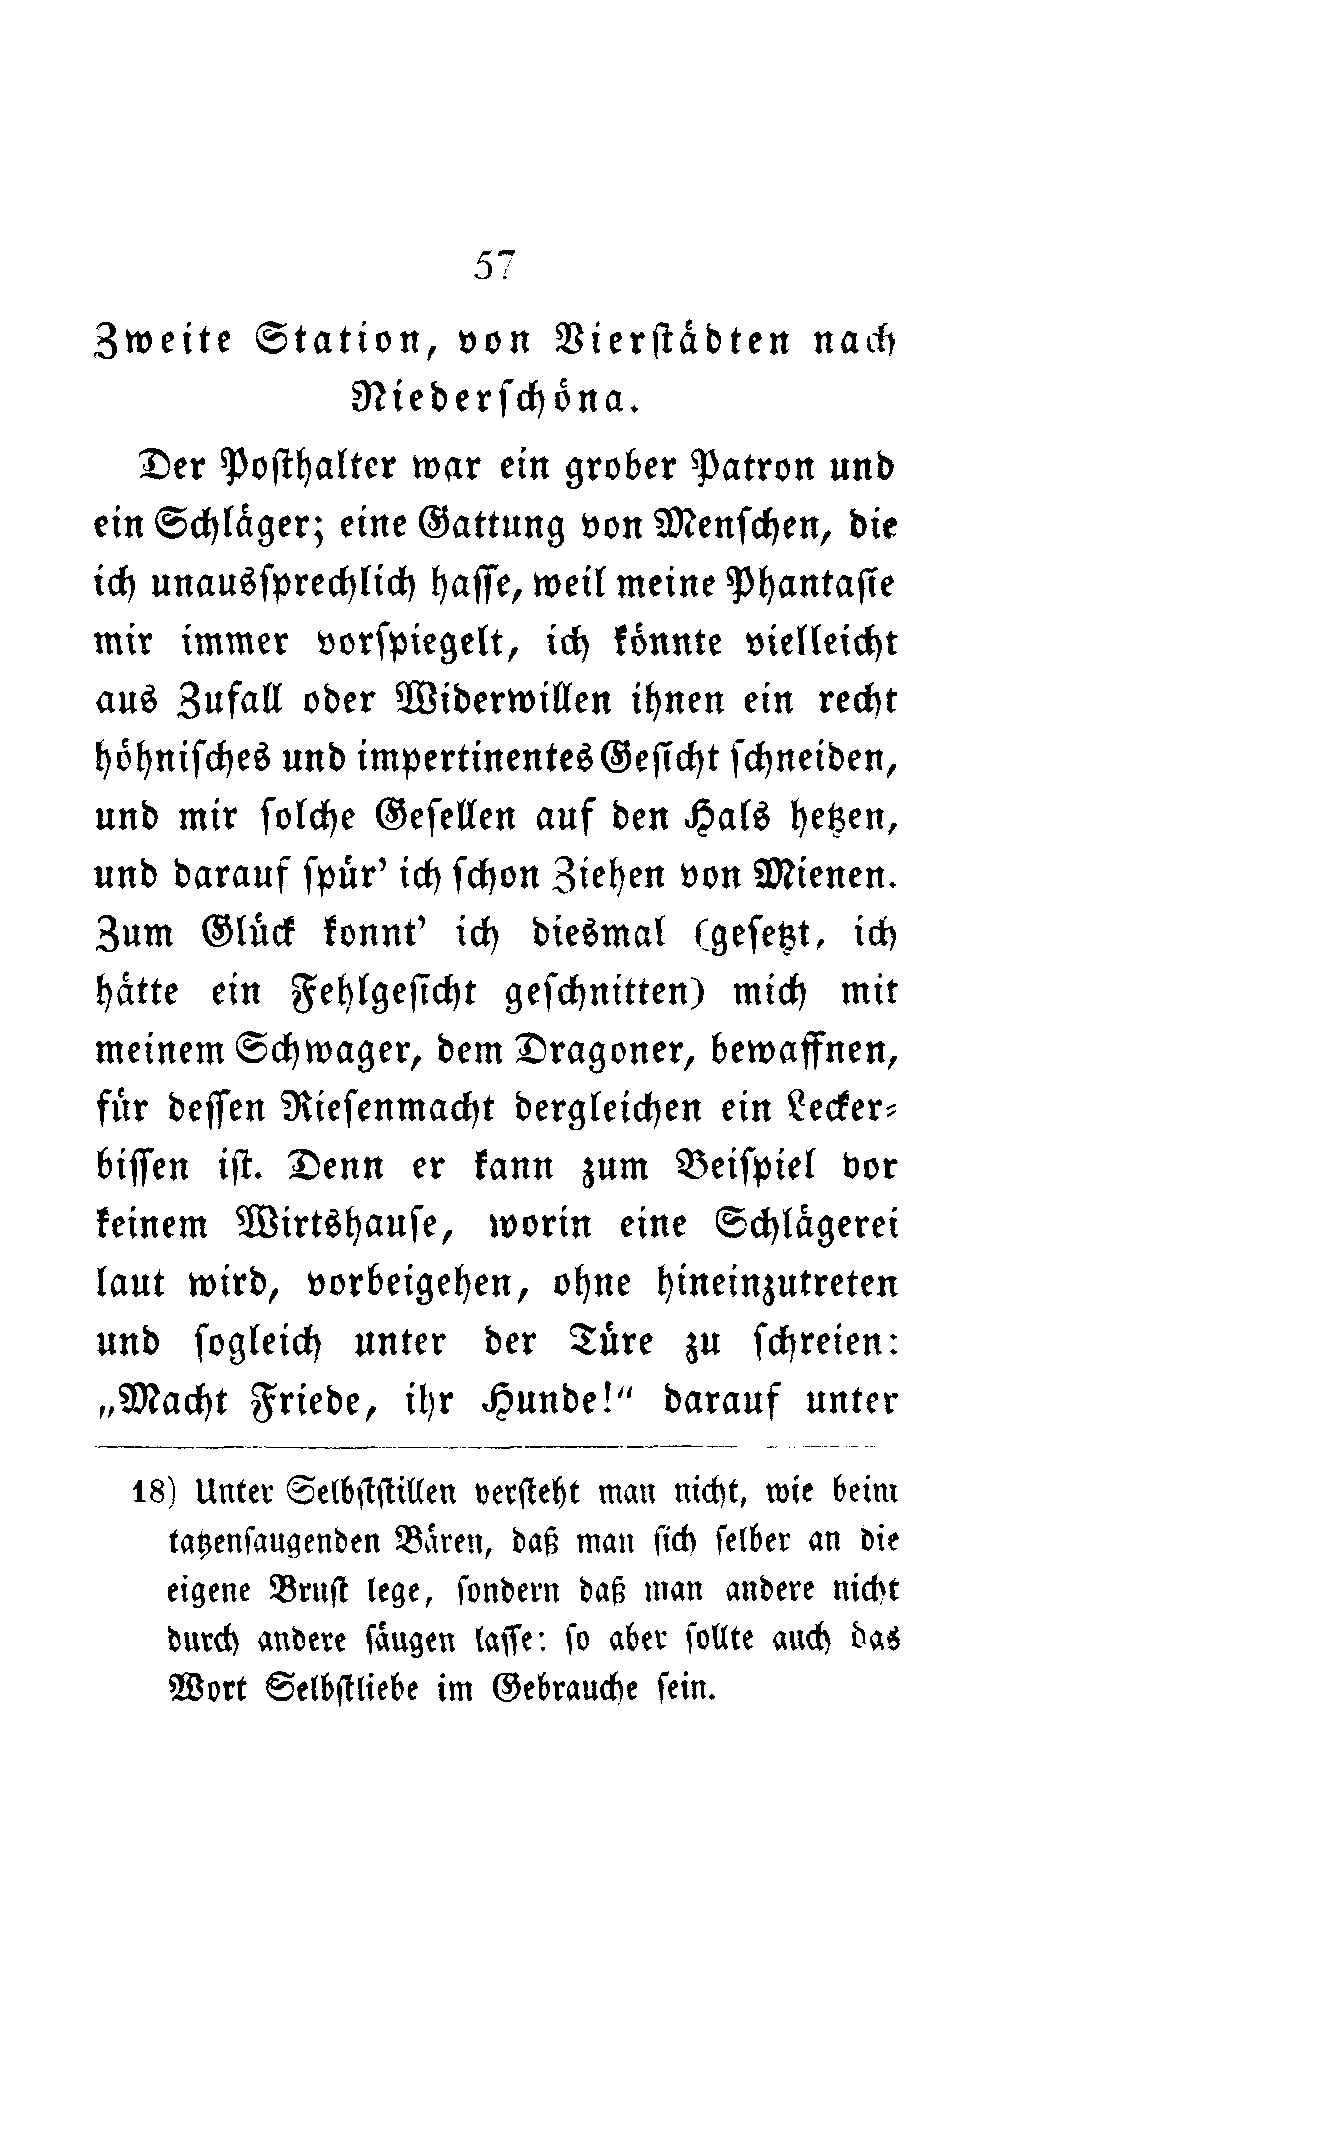 57
Zweite Station, von Vierstädten nach
Niederschöna.
Der Posthalter war ein grober Patron und
ein Schläger; eine Gattung von Menschen, die
ich unaussprechlich hasse, weil meine Phantasie
mir immer vorspiegelt, ich könnte vielleicht
aus Zufall oder Widerwillen ihnen ein recht
höhnisches und impertinentes Gesicht schneiden,
und mir solche Gesellen auf den Hals hetzen,
und darauf spür' ich schon Ziehen von Mienen.
Zum Glück konnt' ich diesmal (gesetzt, ich
hätte ein Fehlgesicht geschnitten) mich mit
meinem Schwager, dem Dragoner, bewaffnen,
für dessen Riesenmacht dergleichen ein Lecker-
bissen ist. Denn er kann zum Beispiel vor
keinem Wirtshause, worin eine Schlägerei
laut wird, vorbeigehen, ohne hineinzutreten
und sogleich unter der Türe zu schreien:
„Macht Friede, ihr Hunde!“ darauf unter
18) Unter Selbststillen versteht man nicht, wie beim
tatzensaugenden Bären, daß man sich selber an die
eigene Brust lege, sondern daß man andere nicht
durch andere säugen lasse: so aber sollte auch das
Wort Selbstliebe im Gebrauche sein.